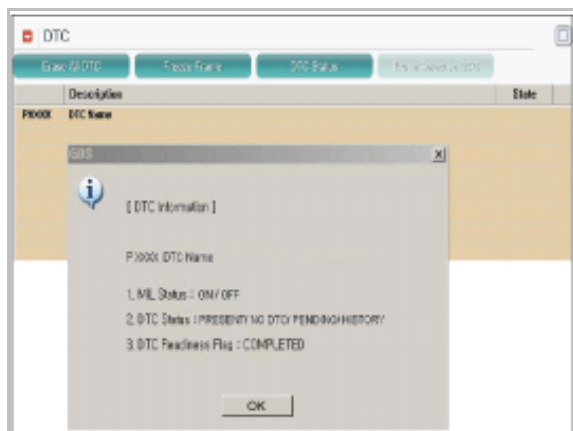 DTC
Erase All DTC Freeze Frame DTC Status
Description State
PXXXX DTC Name
GDS
[ DTC Information ]
PXXXX DTC Name
1. MIL Status : ON / OFF
2. DTC Status : PRESENT/ NO DTC/ PENDING/HISTORY
3. DTC Readiness Flag : COMPLETED
OK